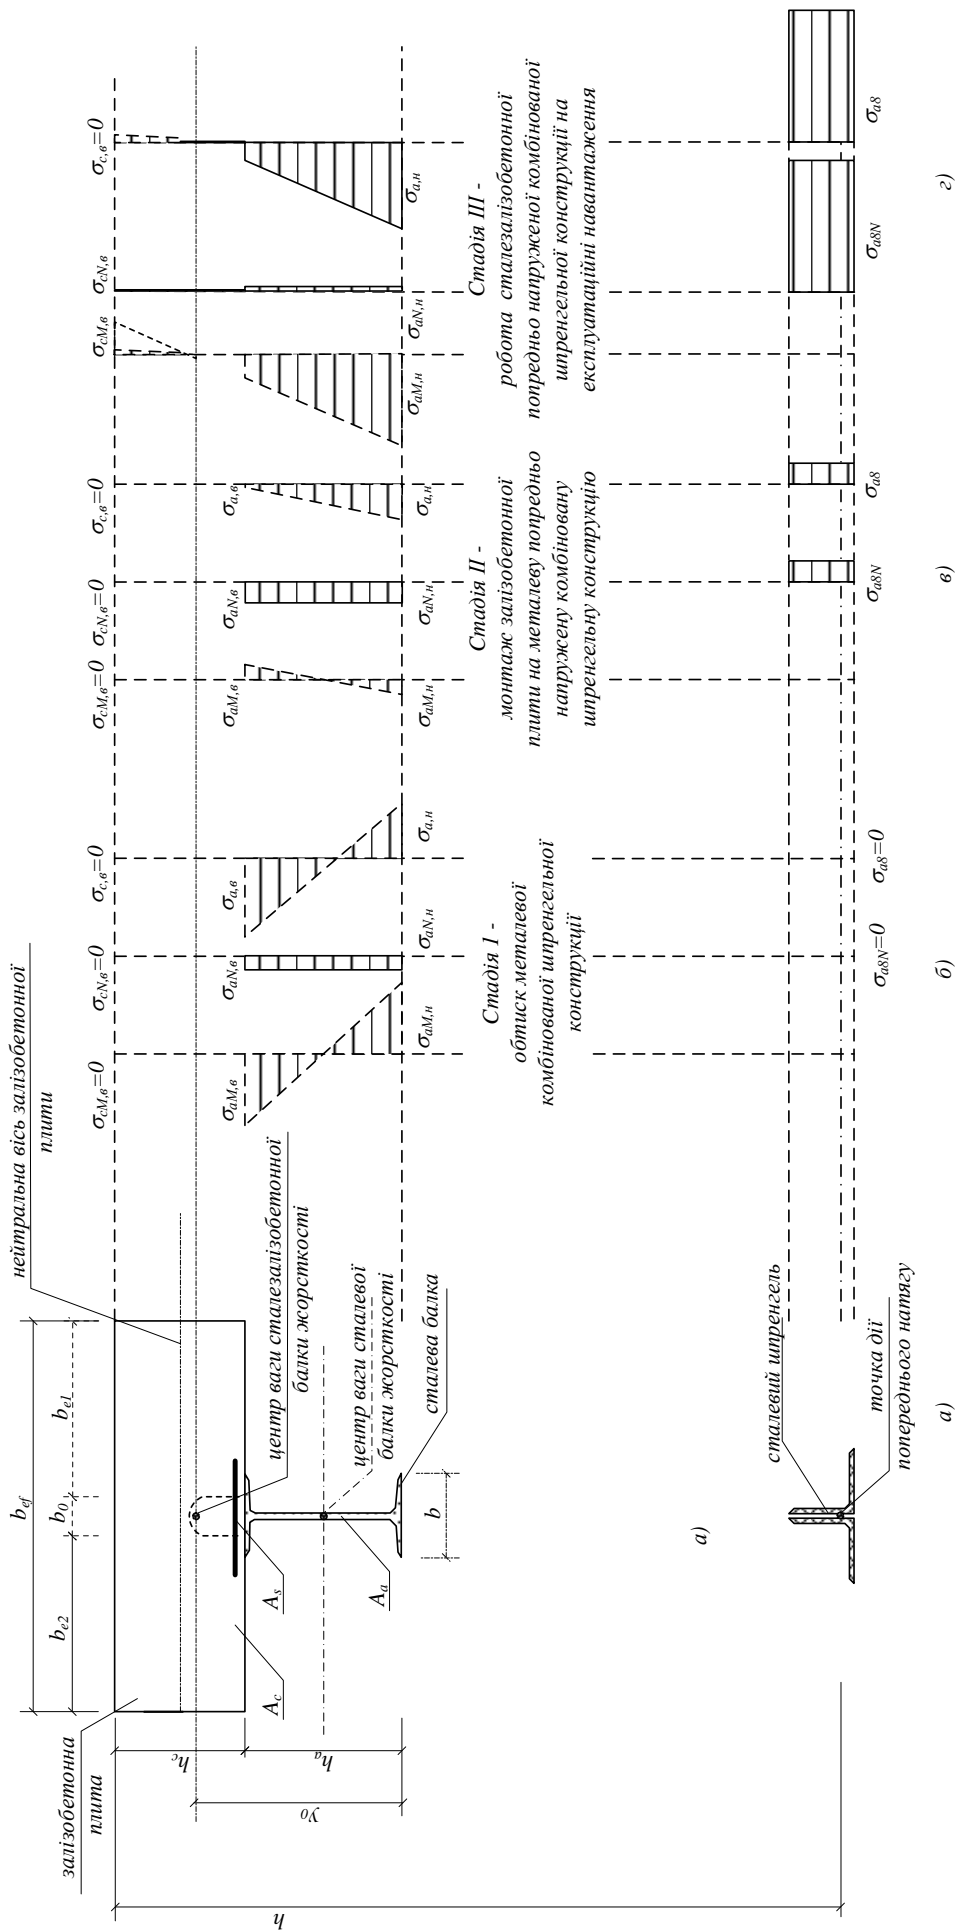 залізобетонна
плита
нейтральна вісь залізобетонної
плити
b_ef
b_e2
b_0
b_e1
h_c
h_a
y_0
h
A_c
A_s
A_a
b
центр ваги сталезалізобетонної
балки жорсткості
центр ваги сталевої
балки жорсткості
сталева балка
а)
сталевий шпренгель
точка дії
попереднього натягу
а)
σ_cM,в=0
σ_cN,в=0
σ_c,в=0
σ_aM,в
σ_aN,в
σ_a,в
σ_aM,н
σ_aN,н
σ_a,н
Стадія 1 -
обтиск металевої
комбінованої шпренгельної
конструкції
σ_a8N=0
σ_a8=0
б)
σ_cM,в=0
σ_cN,в=0
σ_c,в=0
σ_aM,в
σ_aN,в
σ_a,в
σ_aM,н
σ_aN,н
σ_a,н
Стадія II -
монтаж залізобетонної
плити на металеву попредньо
напружену комбіновану
шпренгельну конструкцію
σ_a8N
σ_a8
в)
σ_cM,в
σ_cN,в
σ_c,в=0
σ_aM,н
σ_aN,н
σ_a,н
Стадія III -
робота сталезалізобетонної
попредньо напруженої комбінованої
шпренгельної конструкції на
експлуатаційні навантаження
σ_a8N
σ_a8
г)